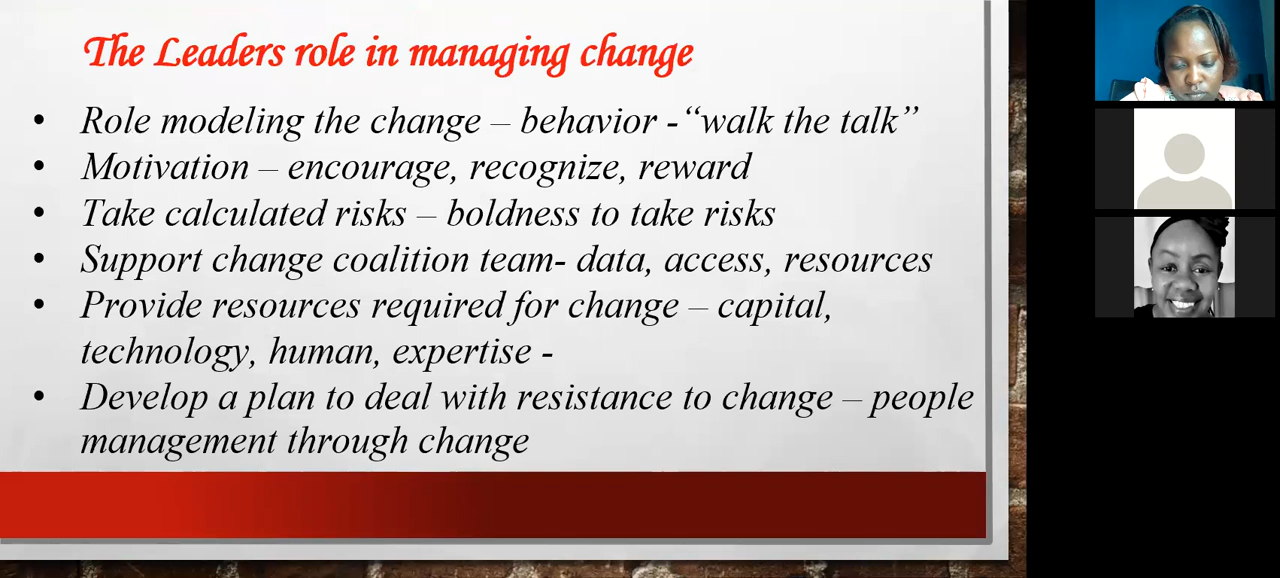 The Leaders role in managing change
• Role modeling the change – behavior -“walk the talk”
• Motivation – encourage, recognize, reward
• Take calculated risks – boldness to take risks
• Support change coalition team- data, access, resources
• Provide resources required for change – capital,
technology, human, expertise -
• Develop a plan to deal with resistance to change – people
management through change